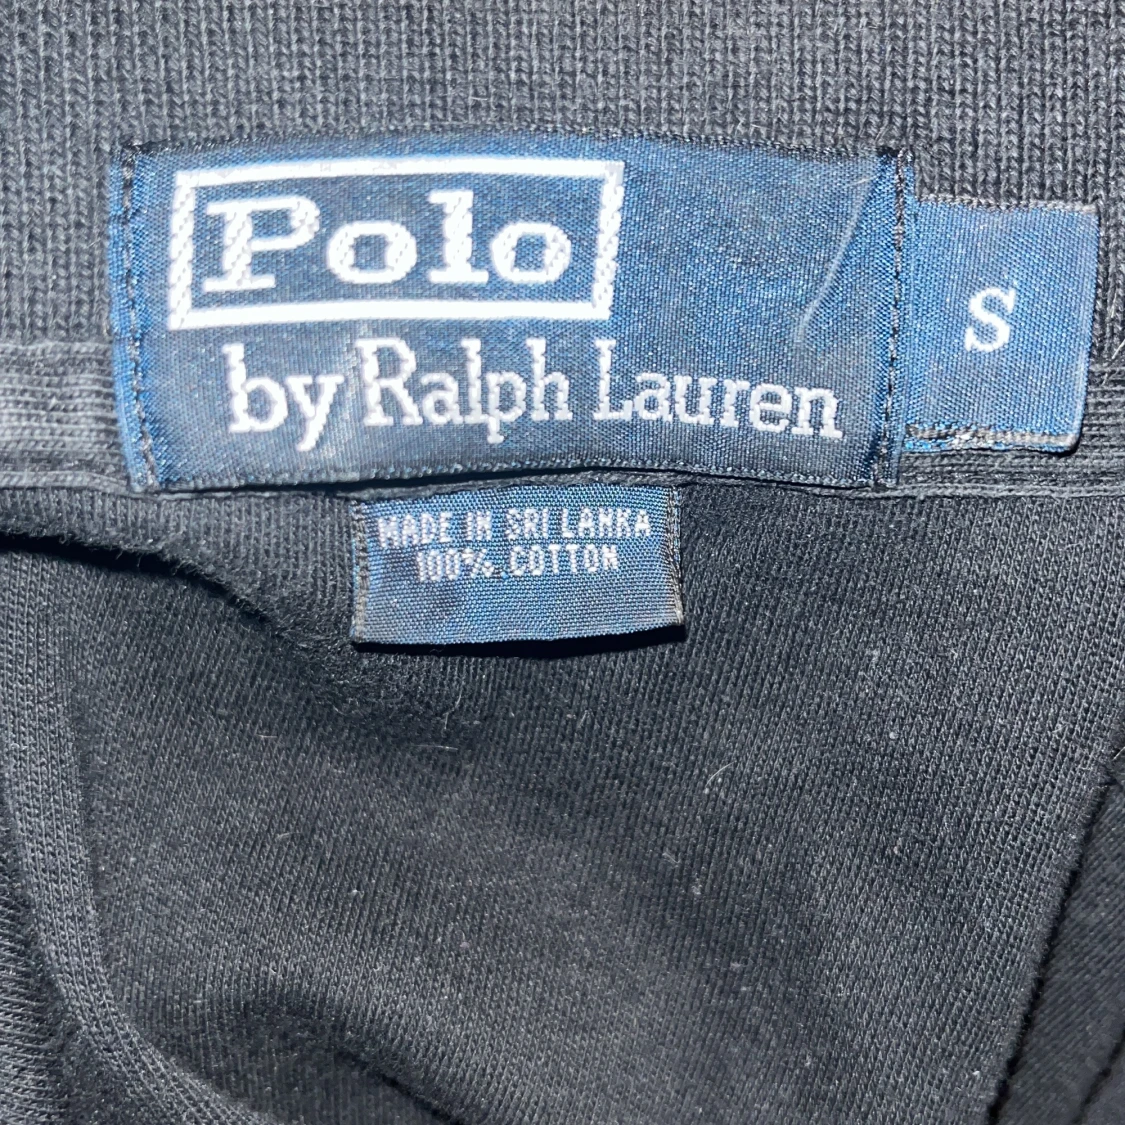 Polo
by Ralph Lauren
S
MADE IN SRI LANKA
100% COTTON